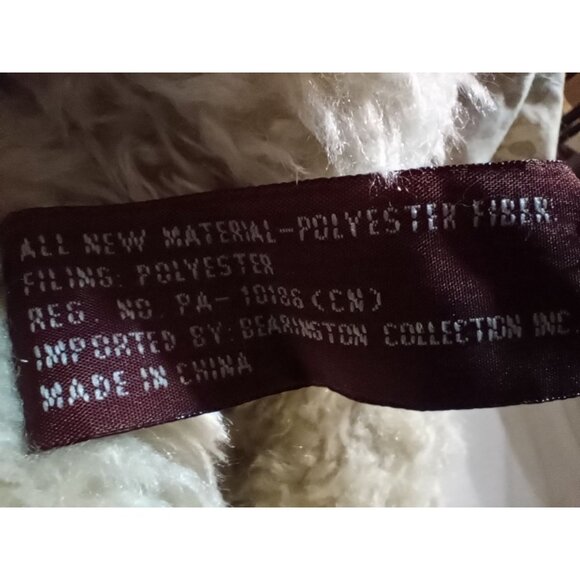 ALL NEW MATERIAL-POLYESTER FIBER
FILING: POLYESTER
REG. NO. PA-10186(CN)
IMPORTED BY: BEARINGTON COLLECTION INC.
MADE IN CHINA